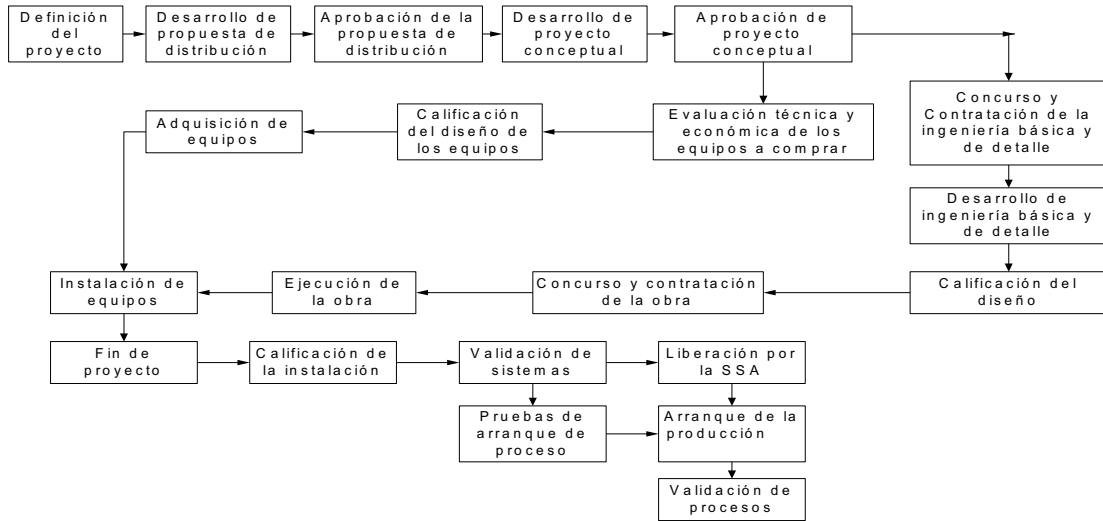 Definición
del
proyecto
Desarrollo de
propuesta de
distribución
Aprobación de la
propuesta de
distribución
Desarrollo de
proyecto
conceptual
Aprobación de
proyecto
conceptual
Concurso y
Contratación de la
ingeniería básica y
de detalle
Adquisición de
equipos
Calificación
del diseño de
los equipos
Evaluación técnica y
económica de los
equipos a comprar
Desarrollo de
ingeniería básica y
de detalle
Instalación de
equipos
Ejecución de
la obra
Concurso y contratación
de la obra
Calificación del
diseño
Fin de
proyecto
Calificación de
la instalación
Validación de
sistemas
Liberación por
la SSA
Pruebas de
arranque de
proceso
Arranque de la
producción
Validación de
procesos